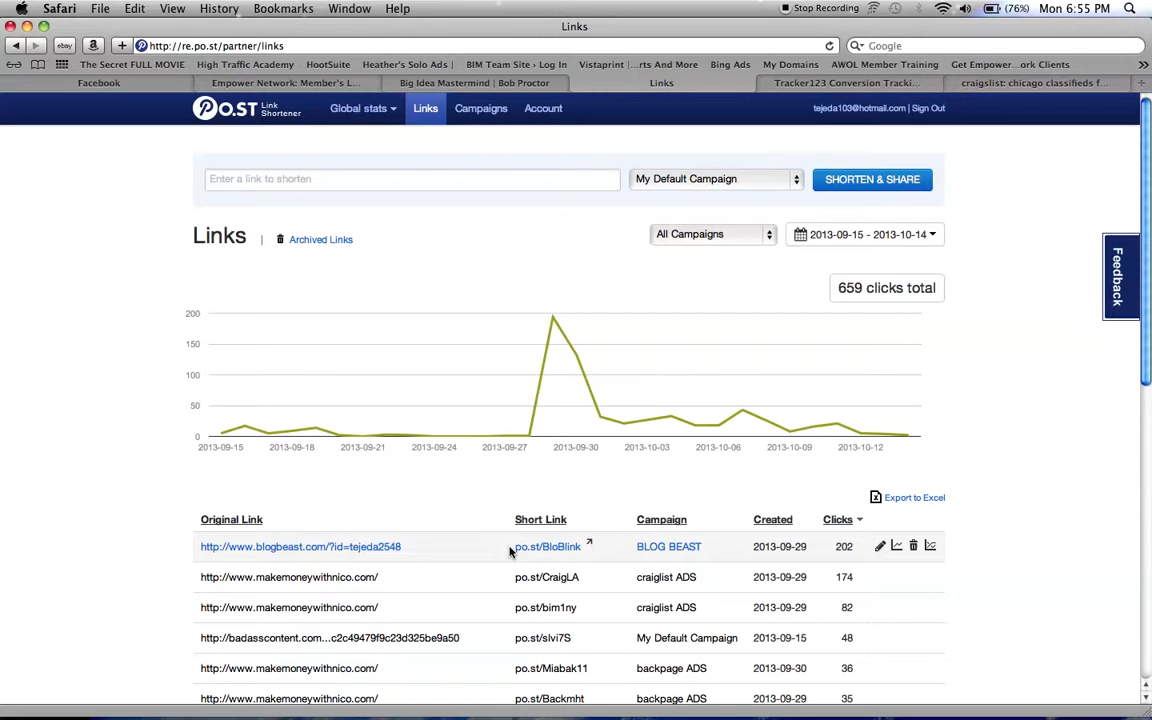 Safari File Edit View History Bookmarks Window Help Stop Recording (76%) Mon 6:55 PM
Links
http://re.po.st/partner/links Google
The Secret FULL MOVIE High Traffic Academy HootSuite Heather's Solo Ads BIM Team Site › Log In Vistaprint |...rts And More Bing Ads My Domains AWOL Member Training Get Empower...ork Clients
Facebook Empower Network: Member's L... Big Idea Mastermind | Bob Proctor Links Tracker123 Conversion Tracki... craigslist: chicago classifieds f...
PO.ST Link Shortener Global stats Links Campaigns Account tejeda103@hotmail.com | Sign Out
Enter a link to shorten My Default Campaign SHORTEN & SHARE
Links | Archived Links All Campaigns 2013-09-15 - 2013-10-14
Feedback
659 clicks total
200
150
100
50
0
2013-09-15 2013-09-18 2013-09-21 2013-09-24 2013-09-27 2013-09-30 2013-10-03 2013-10-06 2013-10-09 2013-10-12
Export to Excel
Original Link Short Link Campaign Created Clicks
http://www.blogbeast.com/?id=tejeda2548 po.st/BloBlink BLOG BEAST 2013-09-29 202
http://www.makemoneywithnico.com/ po.st/CraigLA craiglist ADS 2013-09-29 174
http://www.makemoneywithnico.com/ po.st/bim1ny craiglist ADS 2013-09-29 82
http://badasscontent.com...c2c49479f9c23d325be9a50 po.st/slvi7S My Default Campaign 2013-09-15 48
http://www.makemoneywithnico.com/ po.st/Miabak11 backpage ADS 2013-09-30 36
http://www.makemoneywithnico.com/ po.st/Backmht backpage ADS 2013-09-29 35